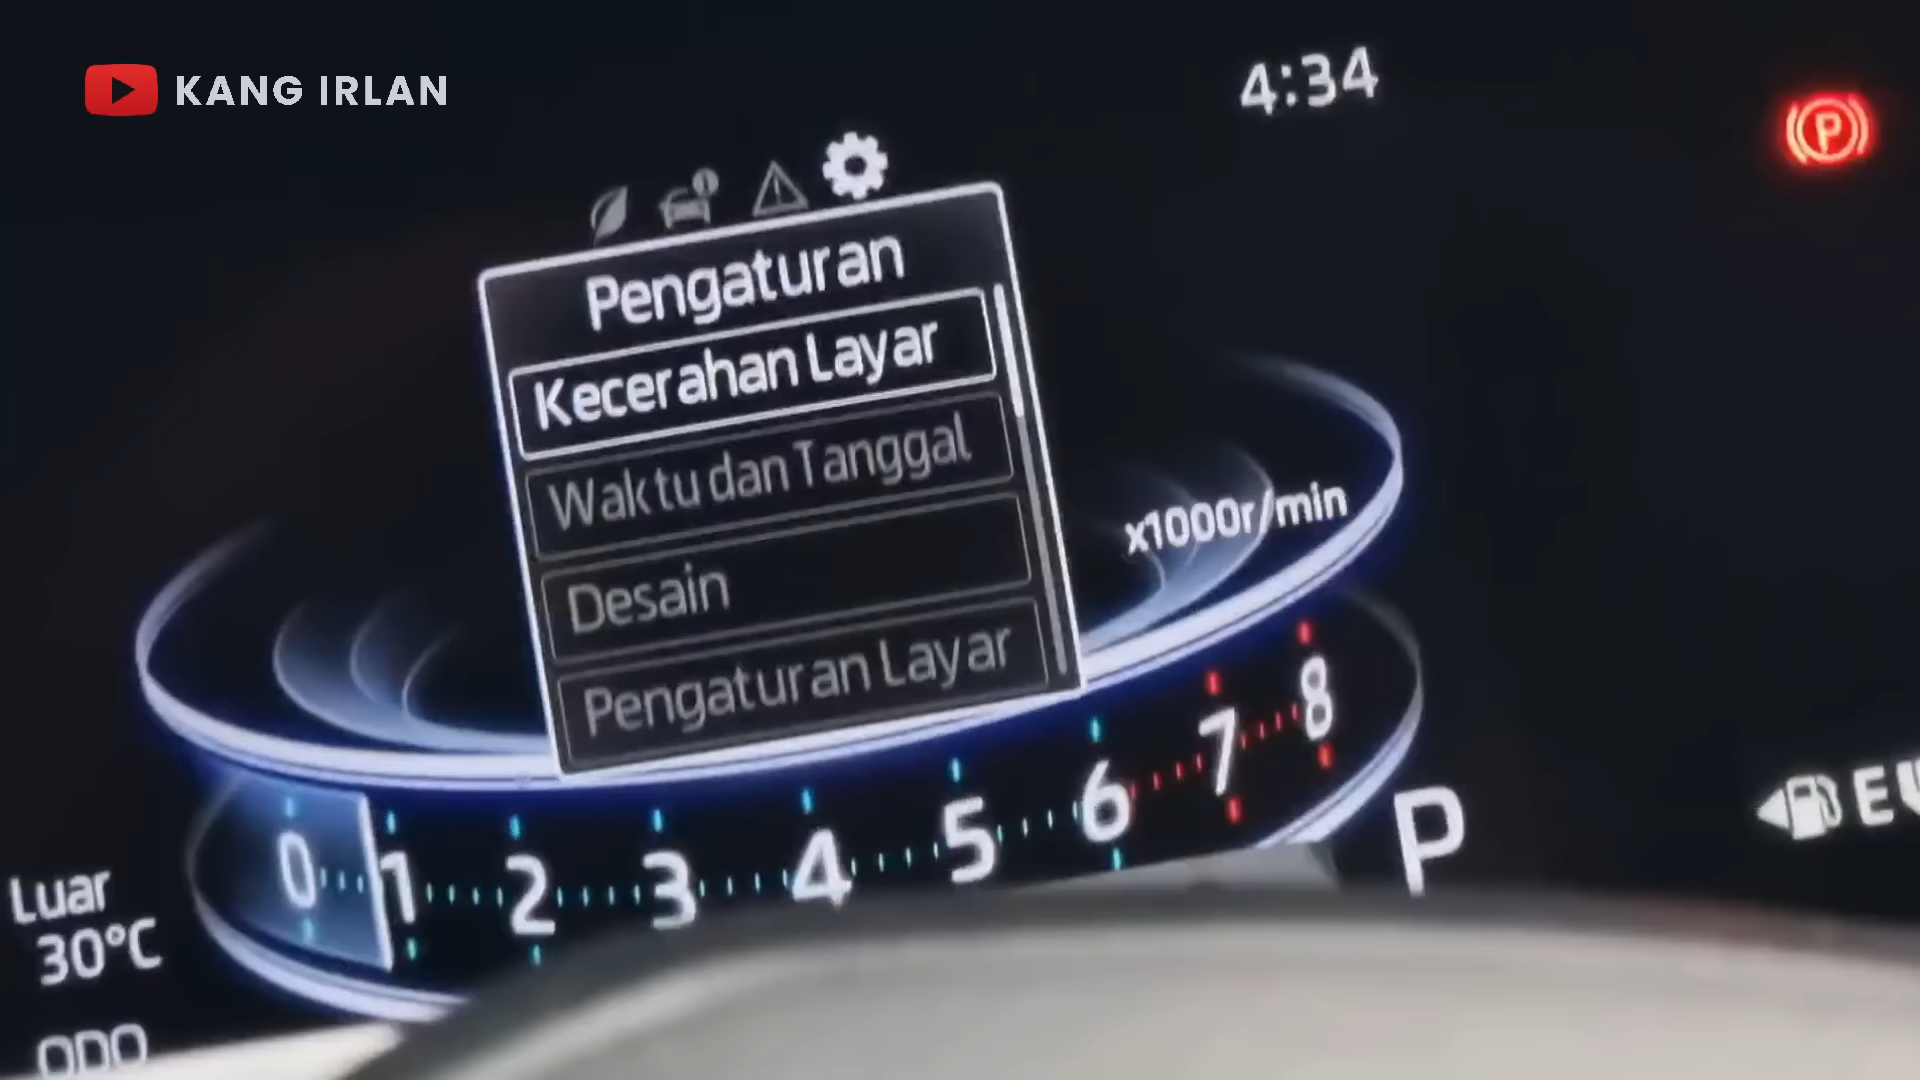 KANG IRLAN
4:34
P
Pengaturan
Kecerahan Layar
Waktu dan Tanggal
Desain
Pengaturan Layar
x1000r/min
0 1 2 3 4 5 6 7 8
P
E
Luar
30°C
ODO